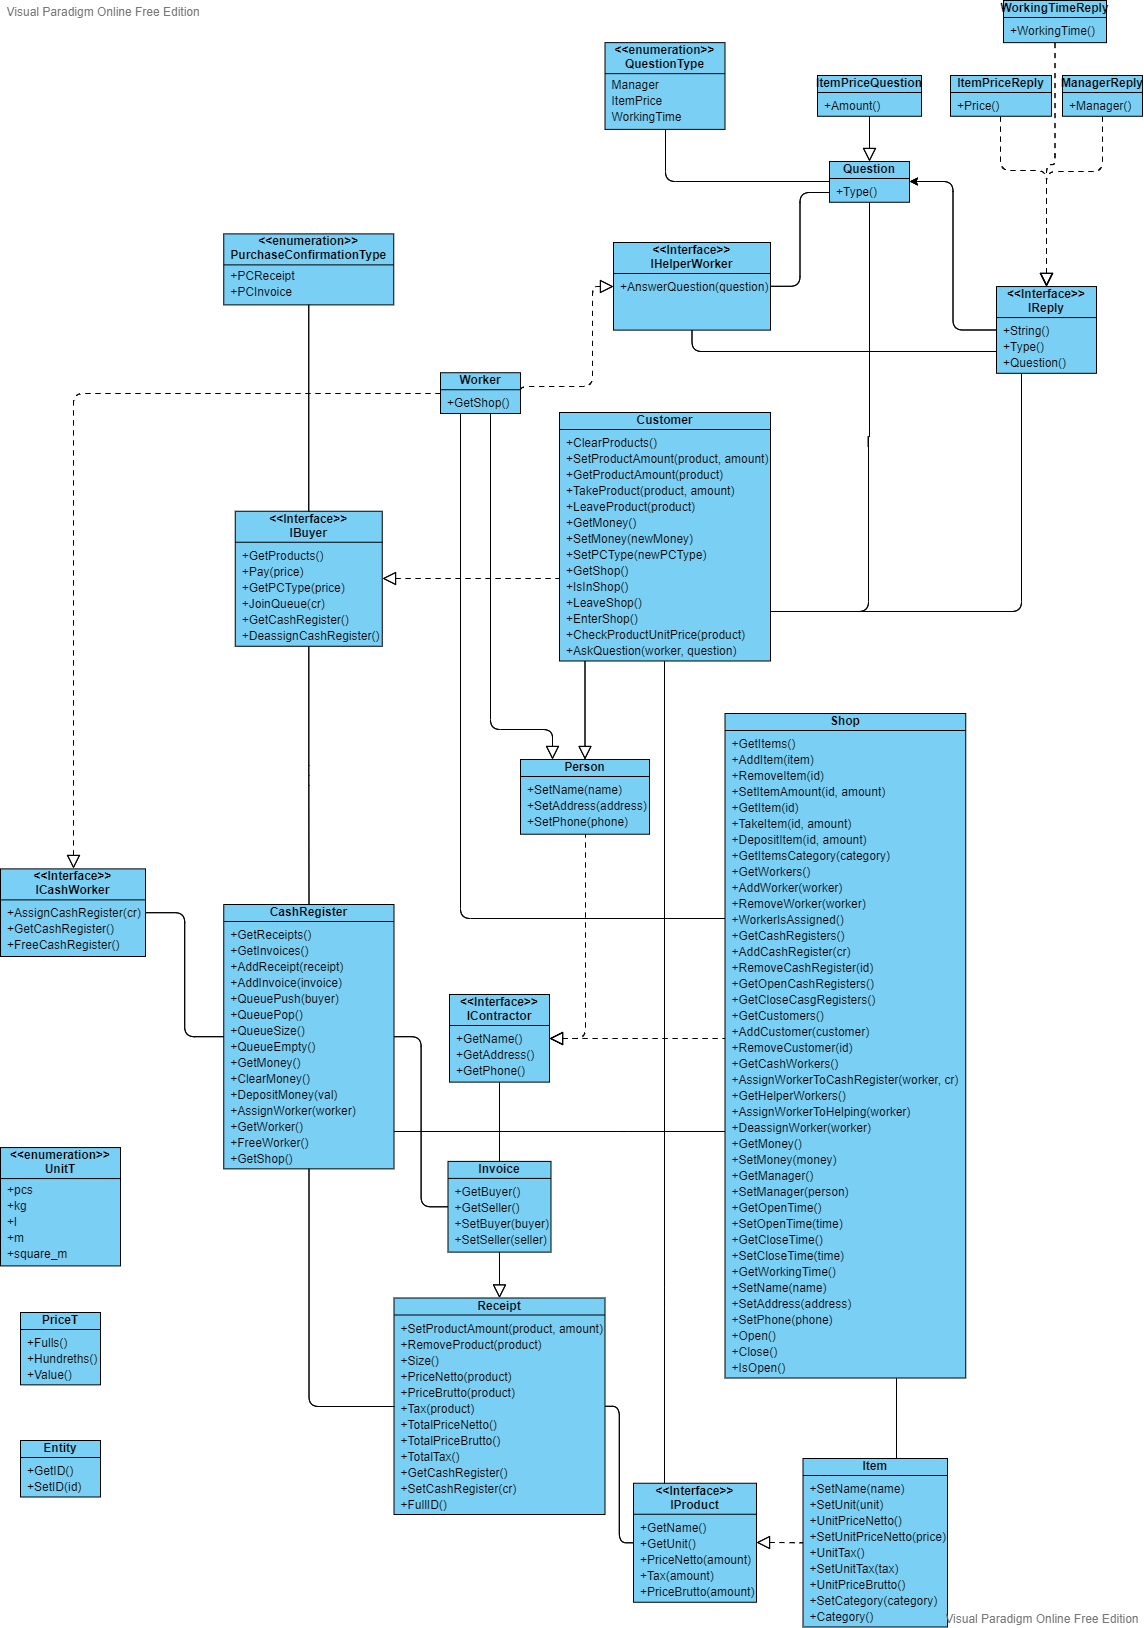 Visual Paradigm Online Free Edition
WorkingTimeReply
+WorkingTime()
<<enumeration>>
QuestionType
Manager
ItemPrice
WorkingTime
ItemPriceQuestion
+Amount()
ItemPriceReply
+Price()
ManagerReply
+Manager()
Question
+Type()
<<enumeration>>
PurchaseConfirmationType
+PCReceipt
+PCInvoice
<<Interface>>
IHelperWorker
+AnswerQuestion(question)
<<Interface>>
IReply
+String()
+Type()
+Question()
Worker
+GetShop()
Customer
+ClearProducts()
+SetProductAmount(product, amount)
+GetProductAmount(product)
+TakeProduct(product, amount)
+LeaveProduct(product)
+GetMoney()
+SetMoney(newMoney)
+SetPCType(newPCType)
+GetShop()
+IsInShop()
+LeaveShop()
+EnterShop()
+CheckProductUnitPrice(product)
+AskQuestion(worker, question)
<<Interface>>
IBuyer
+GetProducts()
+Pay(price)
+GetPCType(price)
+JoinQueue(cr)
+GetCashRegister()
+DeassignCashRegister()
Person
+SetName(name)
+SetAddress(address)
+SetPhone(phone)
Shop
+GetItems()
+AddItem(item)
+RemoveItem(id)
+SetItemAmount(id, amount)
+GetItem(id)
+TakeItem(id, amount)
+DepositItem(id, amount)
+GetItemsCategory(category)
+GetWorkers()
+AddWorker(worker)
+RemoveWorker(worker)
+WorkerIsAssigned()
+GetCashRegisters()
+AddCashRegister(cr)
+RemoveCashRegister(id)
+GetOpenCashRegisters()
+GetCloseCasgRegisters()
+GetCustomers()
+AddCustomer(customer)
+RemoveCustomer(id)
+GetCashWorkers()
+AssignWorkerToCashRegister(worker, cr)
+GetHelperWorkers()
+AssignWorkerToHelping(worker)
+DeassignWorker(worker)
+GetMoney()
+SetMoney(money)
+GetManager()
+SetManager(person)
+GetOpenTime()
+SetOpenTime(time)
+GetCloseTime()
+SetCloseTime(time)
+GetWorkingTime()
+SetName(name)
+SetAddress(address)
+SetPhone(phone)
+Open()
+Close()
+IsOpen()
<<Interface>>
ICashWorker
+AssignCashRegister(cr)
+GetCashRegister()
+FreeCashRegister()
CashRegister
+GetReceipts()
+GetInvoices()
+AddReceipt(receipt)
+AddInvoice(invoice)
+QueuePush(buyer)
+QueuePop()
+QueueSize()
+QueueEmpty()
+GetMoney()
+ClearMoney()
+DepositMoney(val)
+AssignWorker(worker)
+GetWorker()
+FreeWorker()
+GetShop()
<<Interface>>
IContractor
+GetName()
+GetAddress()
+GetPhone()
<<enumeration>>
UnitT
+pcs
+kg
+l
+m
+square_m
Invoice
+GetBuyer()
+GetSeller()
+SetBuyer(buyer)
+SetSeller(seller)
PriceT
+Fulls()
+Hundreths()
+Value()
Receipt
+SetProductAmount(product, amount)
+RemoveProduct(product)
+Size()
+PriceNetto(product)
+PriceBrutto(product)
+Tax(product)
+TotalPriceNetto()
+TotalPriceBrutto()
+TotalTax()
+GetCashRegister()
+SetCashRegister(cr)
+FullID()
Entity
+GetID()
+SetID(id)
<<Interface>>
IProduct
+GetName()
+GetUnit()
+PriceNetto(amount)
+Tax(amount)
+PriceBrutto(amount)
Item
+SetName(name)
+SetUnit(unit)
+UnitPriceNetto()
+SetUnitPriceNetto(price)
+UnitTax()
+SetUnitTax(tax)
+UnitPriceBrutto()
+SetCategory(category)
+Category()
Visual Paradigm Online Free Edition